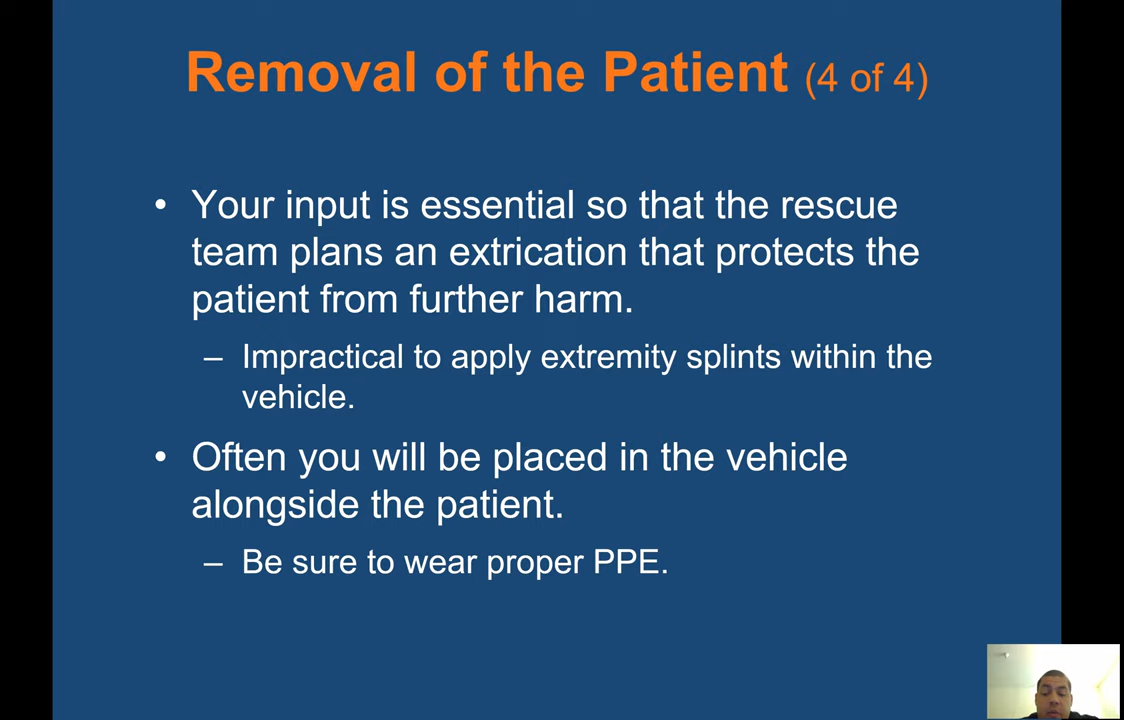 Removal of the Patient (4 of 4)
• Your input is essential so that the rescue
team plans an extrication that protects the
patient from further harm.
– Impractical to apply extremity splints within the
vehicle.
• Often you will be placed in the vehicle
alongside the patient.
– Be sure to wear proper PPE.